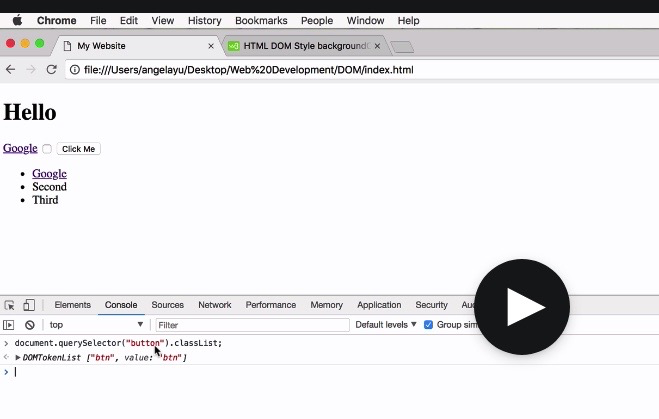 Chrome File Edit View History Bookmarks People Window Help
My Website × HTML DOM Style background ×
file:///Users/angelayu/Desktop/Web%20Development/DOM/index.html
Hello
Google Click Me
Google
Second
Third
Elements Console Sources Network Performance Memory Application Security Au
top Filter Default levels Group sim
document.querySelector("button").classList;
DOMTokenList ["btn", value: "btn"]